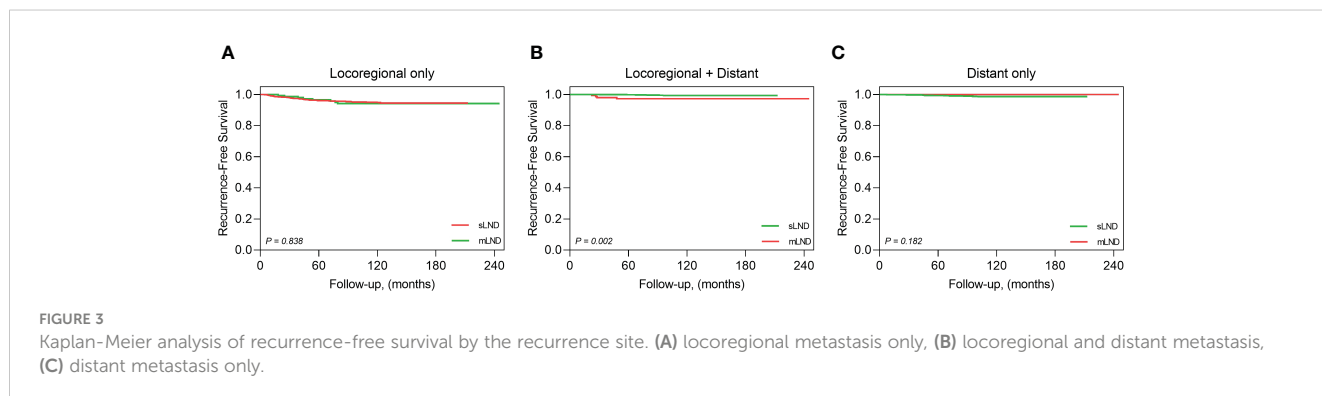 A
Locoregional only
Recurrence-Free Survival
1.0
0.8
0.6
0.4
0.2
0.0
sLND
mLND
P = 0.838
0 60 120 180 240
Follow-up, (months)
B
Locoregional + Distant
Recurrence-Free Survival
1.0
0.8
0.6
0.4
0.2
0.0
sLND
mLND
P = 0.002
0 60 120 180 240
Follow-up, (months)
C
Distant only
Recurrence-Free Survival
1.0
0.8
0.6
0.4
0.2
0.0
sLND
mLND
P = 0.182
0 60 120 180 240
Follow-up, (months)
FIGURE 3
Kaplan-Meier analysis of recurrence-free survival by the recurrence site. (A) locoregional metastasis only, (B) locoregional and distant metastasis,
(C) distant metastasis only.